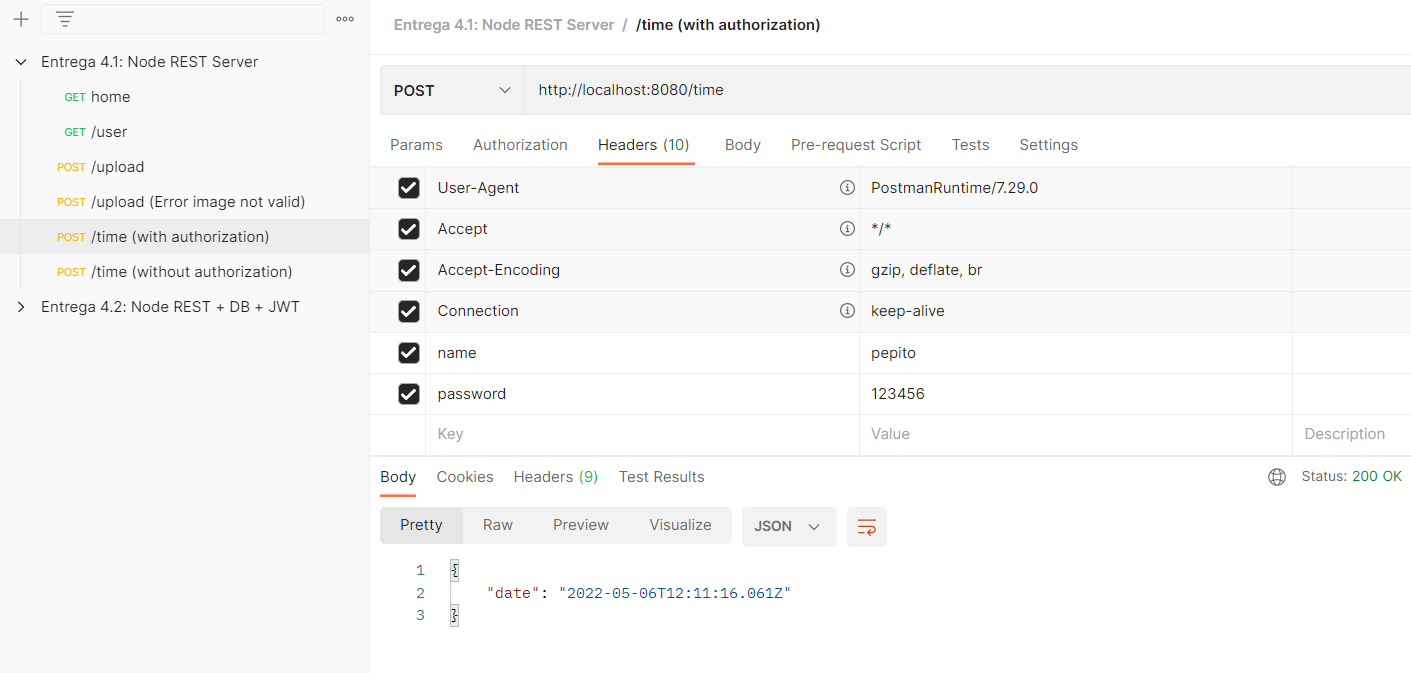 Entrega 4.1: Node REST Server
GET home
GET /user
POST /upload
POST /upload (Error image not valid)
POST /time (with authorization)
POST /time (without authorization)
Entrega 4.2: Node REST + DB + JWT
Entrega 4.1: Node REST Server / /time (with authorization)
POST http://localhost:8080/time
Params Authorization Headers (10) Body Pre-request Script Tests Settings
User-Agent PostmanRuntime/7.29.0
Accept */*
Accept-Encoding gzip, deflate, br
Connection keep-alive
name pepito
password 123456
Key Value Description
Body Cookies Headers (9) Test Results Status: 200 OK
Pretty Raw Preview Visualize JSON
1 {
2 "date": "2022-05-06T12:11:16.061Z"
3 }